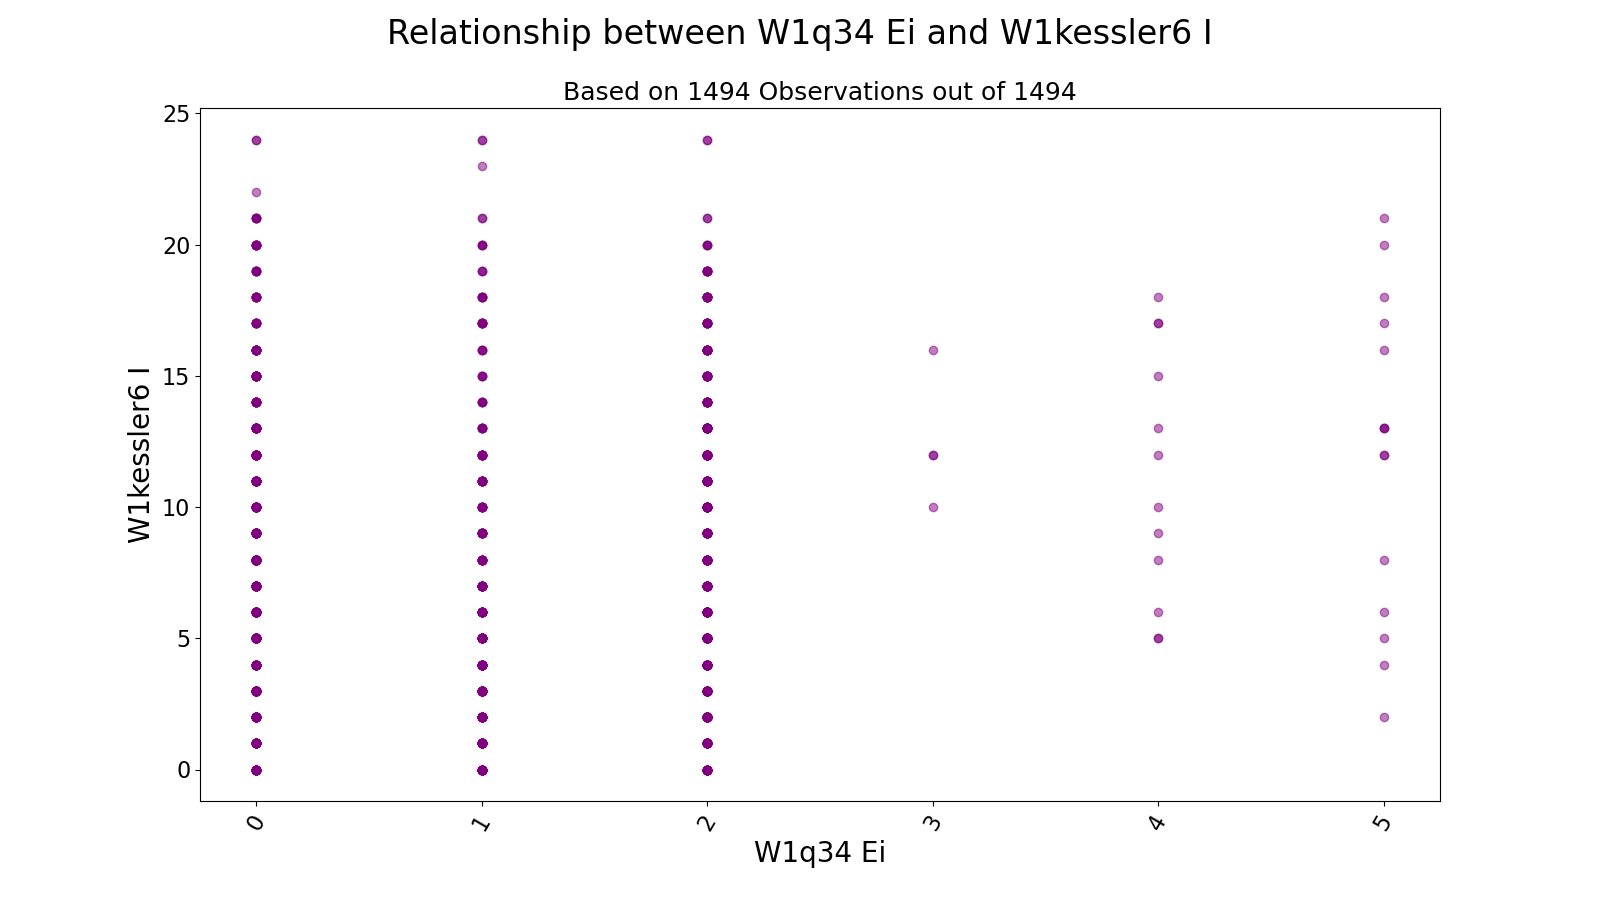 Relationship between W1q34 Ei and W1kessler6 I
Based on 1494 Observations out of 1494
25
20
15
10
5
0
W1kessler6 I
0 1 2 3 4 5
W1q34 Ei